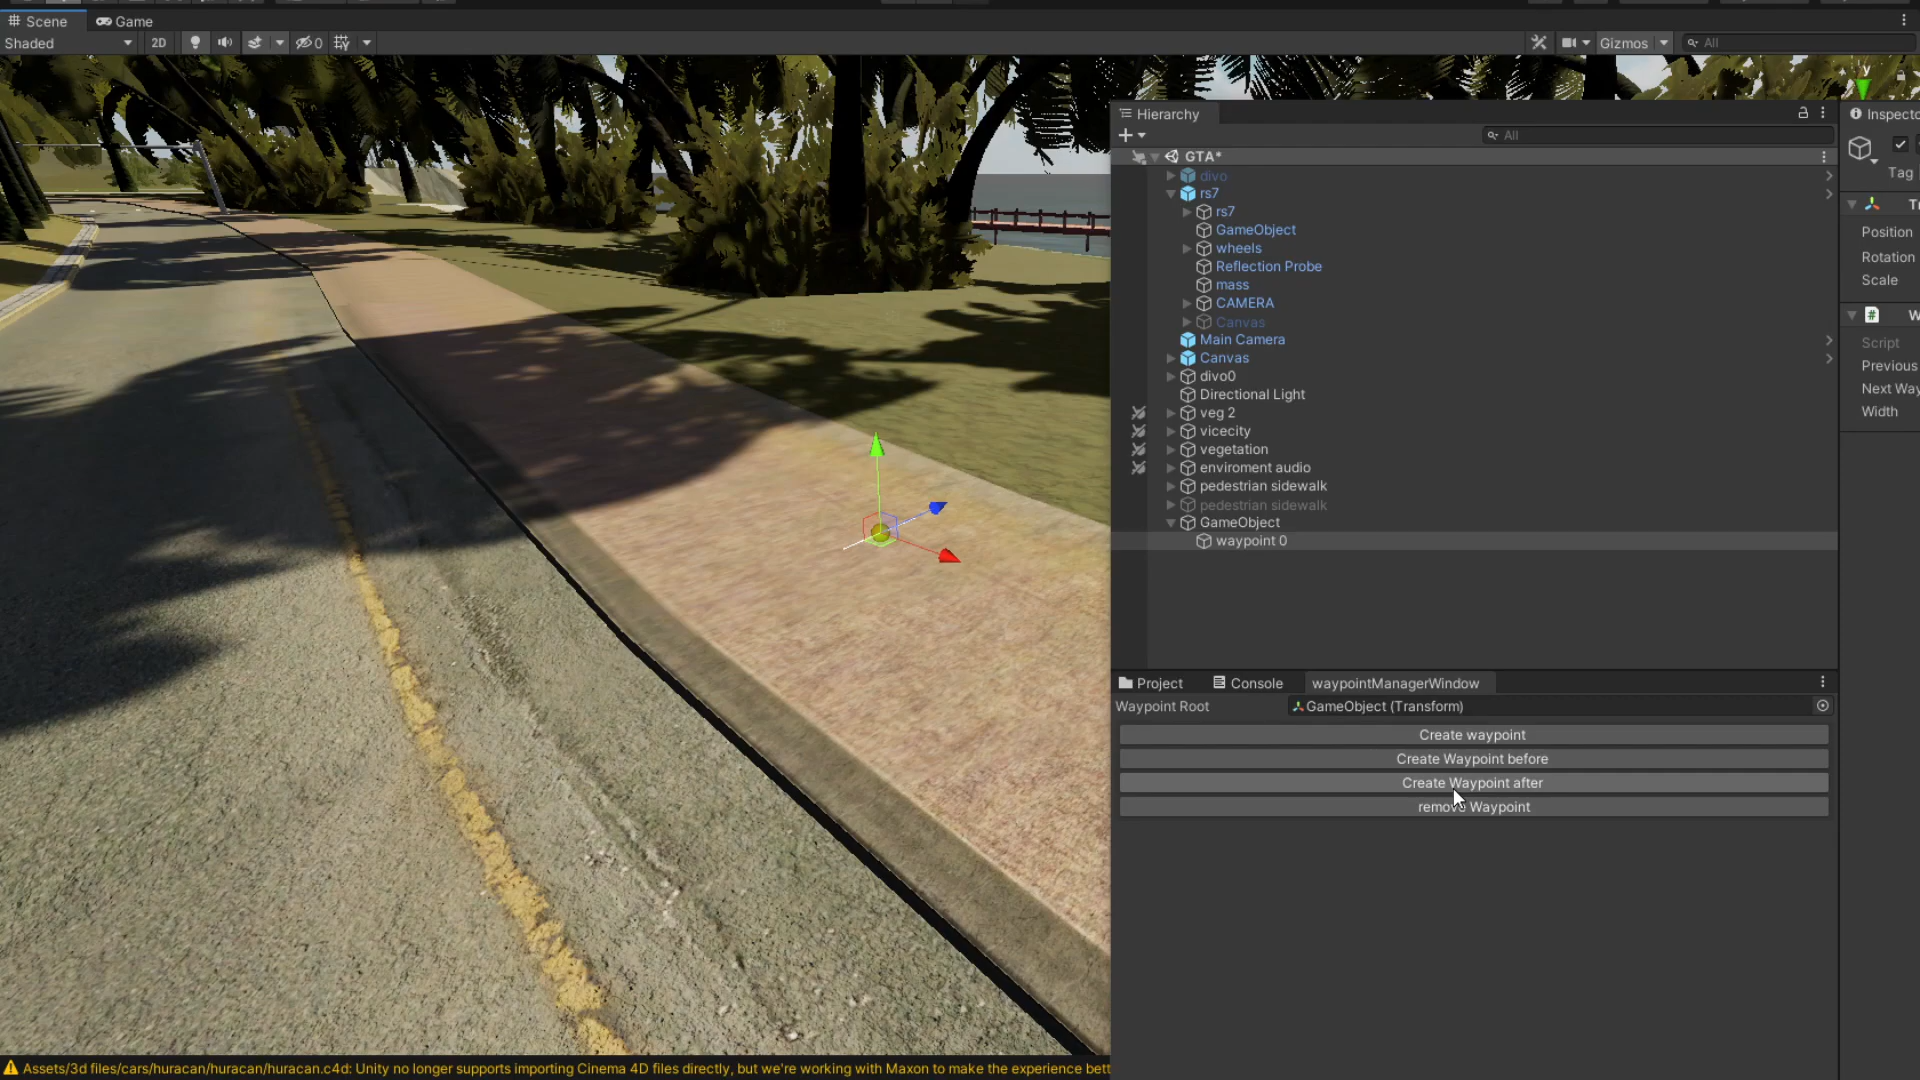 Scene Game
Shaded 2D 0 Gizmos All
y
Hierarchy
All
GTA*
divo
rs7
rs7
GameObject
wheels
Reflection Probe
mass
CAMERA
Canvas
Main Camera
Canvas
divo0
Directional Light
veg 2
vicecity
vegetation
enviroment audio
pedestrian sidewalk
pedestrian sidewalk
GameObject
waypoint 0
Inspecto
Tag
Position
Rotation
Scale
Script
Previous
Next Way
Width
Project Console waypointManagerWindow
Waypoint Root GameObject (Transform)
Create waypoint
Create Waypoint before
Create Waypoint after
remove Waypoint
Assets/3d files/cars/huracan/huracan/huracan.c4d: Unity no longer supports importing Cinema 4D files directly, but we're working with Maxon to make the experience bett